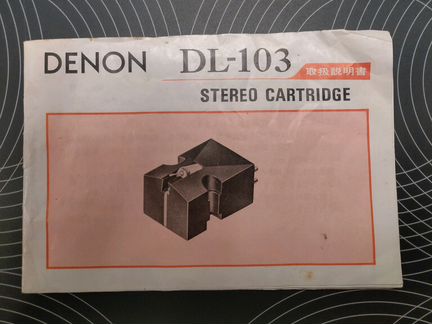 DENON DL-103 取扱説明書
STEREO CARTRIDGE